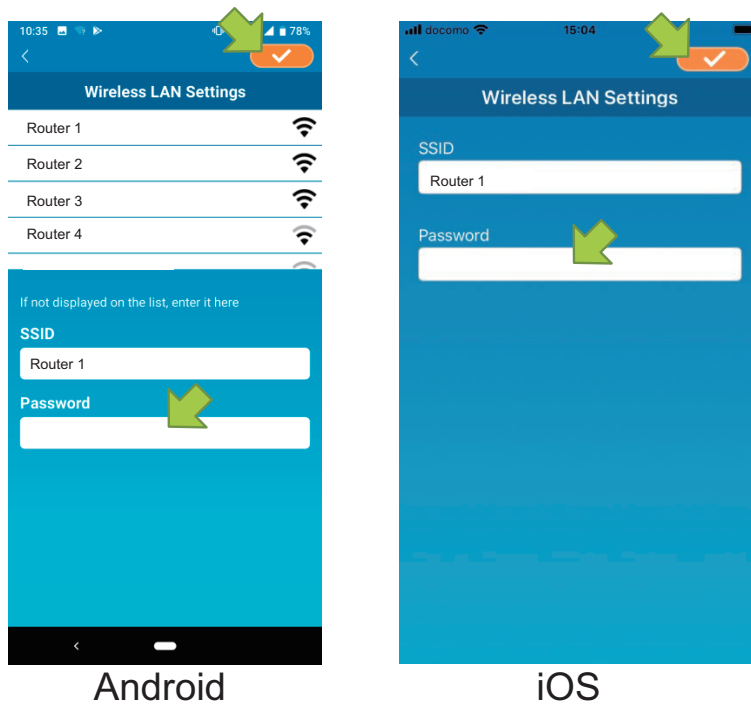 10:35
78%
Wireless LAN Settings
Router 1
Router 2
Router 3
Router 4
If not displayed on the list, enter it here
SSID
Router 1
Password
Android
docomo
15:04
Wireless LAN Settings
SSID
Router 1
Password
iOS